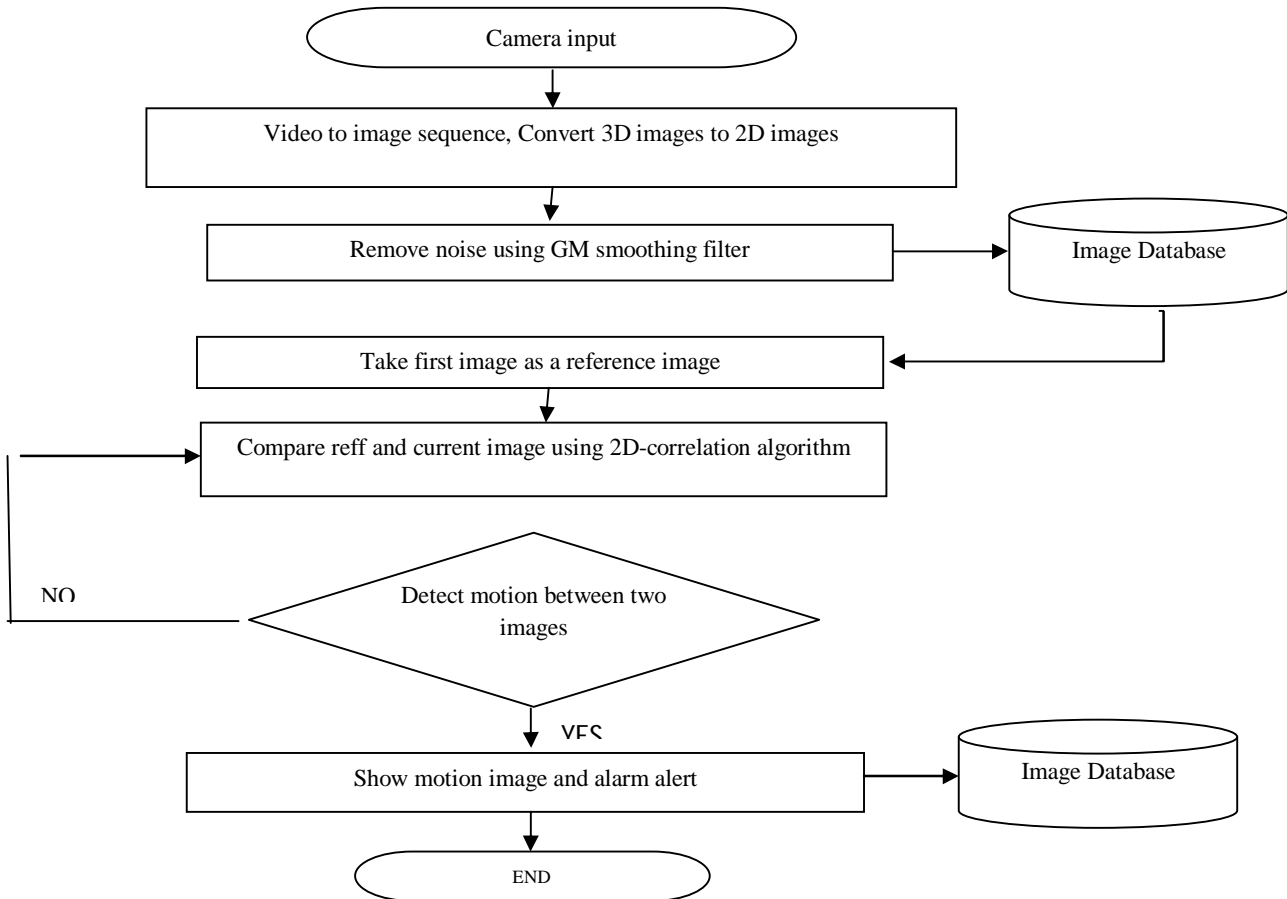 Camera input
Video to image sequence, Convert 3D images to 2D images
Remove noise using GM smoothing filter
Image Database
Take first image as a reference image
Compare reff and current image using 2D-correlation algorithm
NO
Detect motion between two
images
YES
Show motion image and alarm alert
Image Database
END